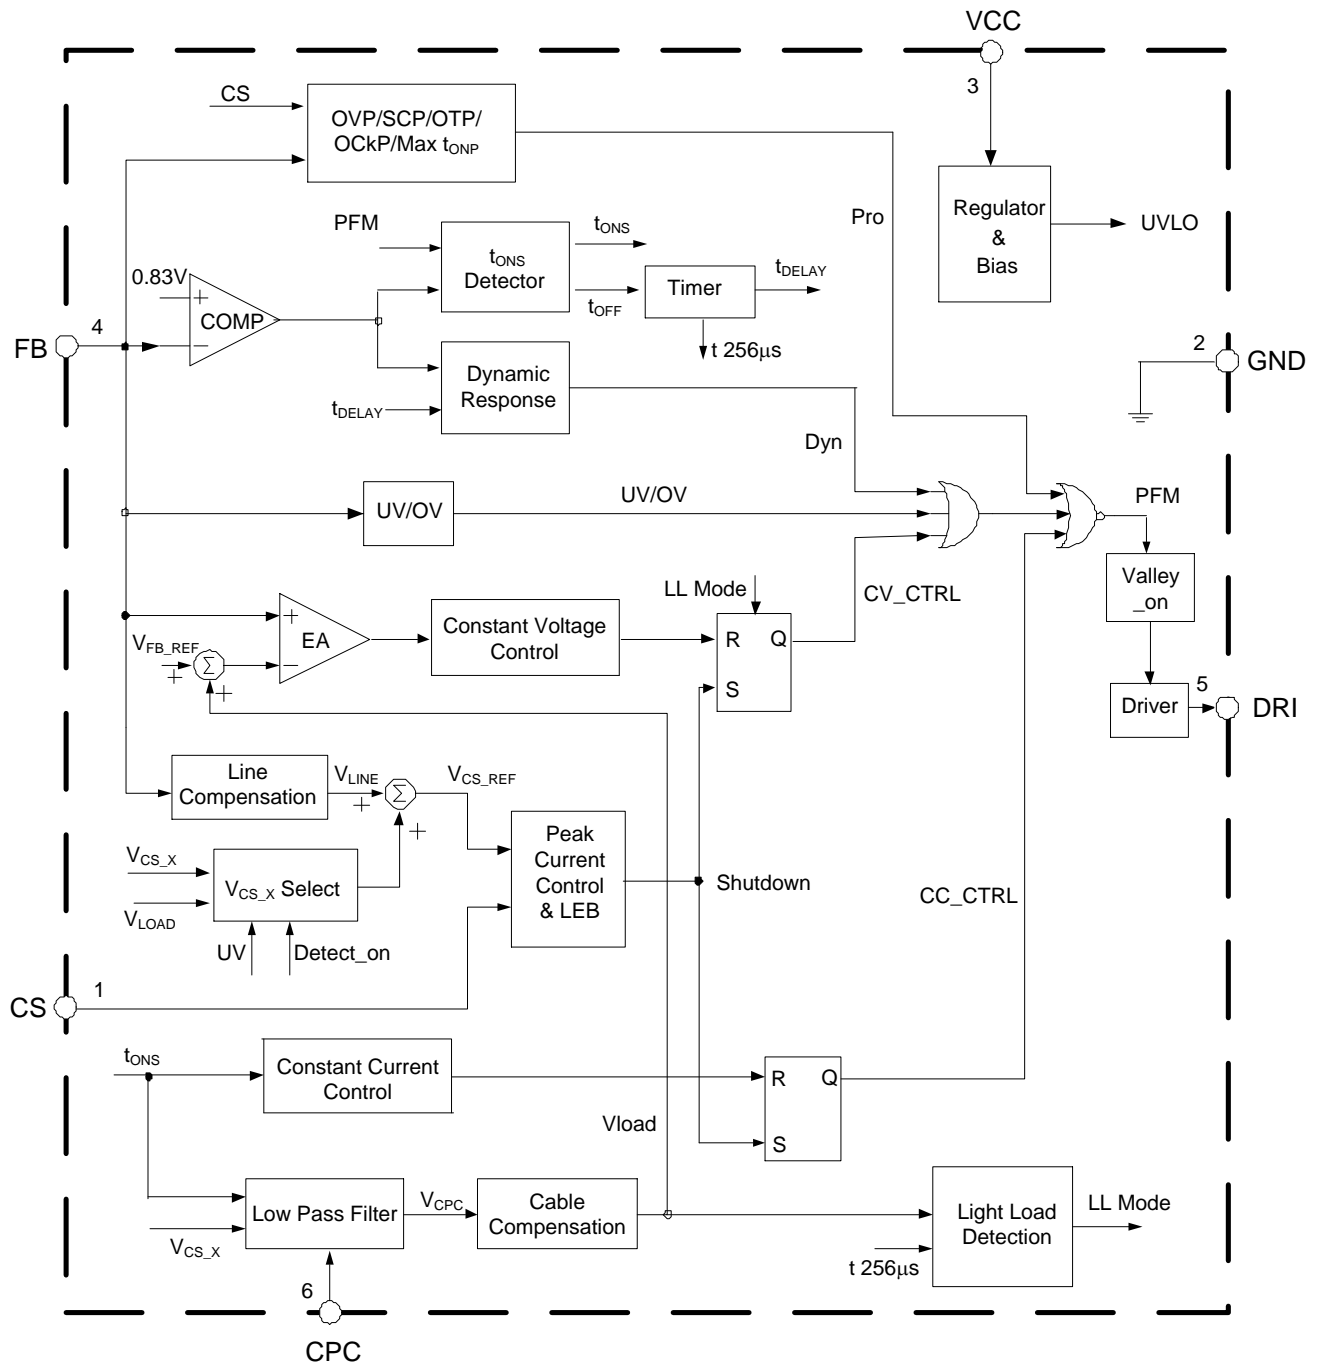 VCC
3
CS
OVP/SCP/OTP/
OCkP/Max tONP
Pro
Regulator
&
Bias
UVLO
PFM
tONS
Detector
tONS
tOFF
Timer
tDELAY
t 256μs
0.83V
+
COMP
−
FB
4
2
GND
Dynamic
Response
tDELAY
Dyn
UV/OV
UV/OV
PFM
Valley
_on
LL Mode
CV_CTRL
+
EA
−
VFB_REF
Σ
+
+
Constant Voltage
Control
R
Q
S
Driver
5
DRI
Line
Compensation
VLINE
+
Σ
+
VCS_REF
VCS_X
VLOAD
VCS_X Select
UV
Detect_on
Peak
Current
Control
& LEB
Shutdown
CC_CTRL
CS
1
tONS
Constant Current
Control
R
Q
S
Vload
Low Pass Filter
VCS_X
VCPC
Cable
Compensation
Light Load
Detection
LL Mode
t 256μs
6
CPC